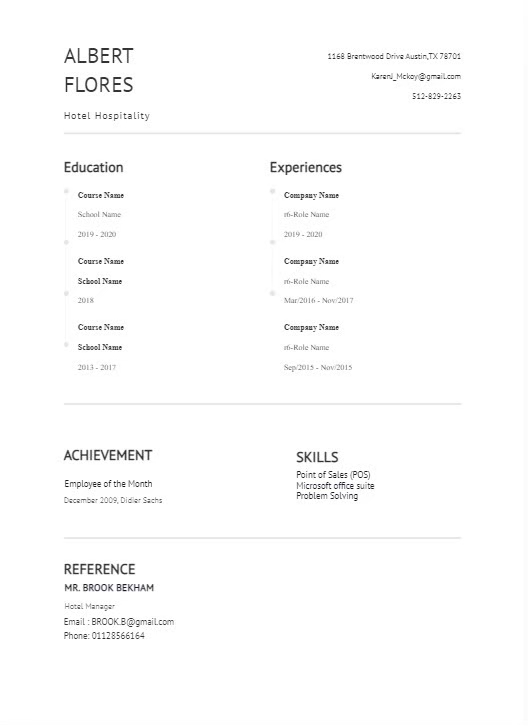 ALBERT
FLORES
Hotel Hospitality
1168 Brentwood Drive Austin,TX 78701
KarenJ_Mckoy@gmail.com
512-829-2263
Education
Course Name
School Name
2019 - 2020
Course Name
School Name
2018
Course Name
School Name
2013 - 2017
Experiences
Company Name
r6-Role Name
2019 - 2020
Company Name
r6-Role Name
Mar/2016 - Nov/2017
Company Name
r6-Role Name
Sep/2015 - Nov/2015
ACHIEVEMENT
Employee of the Month
December 2009, Didier Sachs
SKILLS
Point of Sales (POS)
Microsoft office suite
Problem Solving
REFERENCE
MR. BROOK BEKHAM
Hotel Manager
Email : BROOK.B@gmail.com
Phone: 01128566164